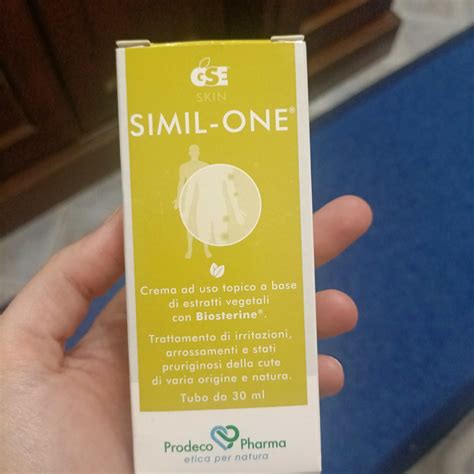 GSE
SKIN
SIMIL-ONE®
Crema ad uso topico a base
di estratti vegetali
con Biosterine®.
Trattamento di irritazioni,
arrossamenti e stati
pruriginosi della cute
di varia origine e natura.
Tubo da 30 ml
Prodeco Pharma
etica per natura